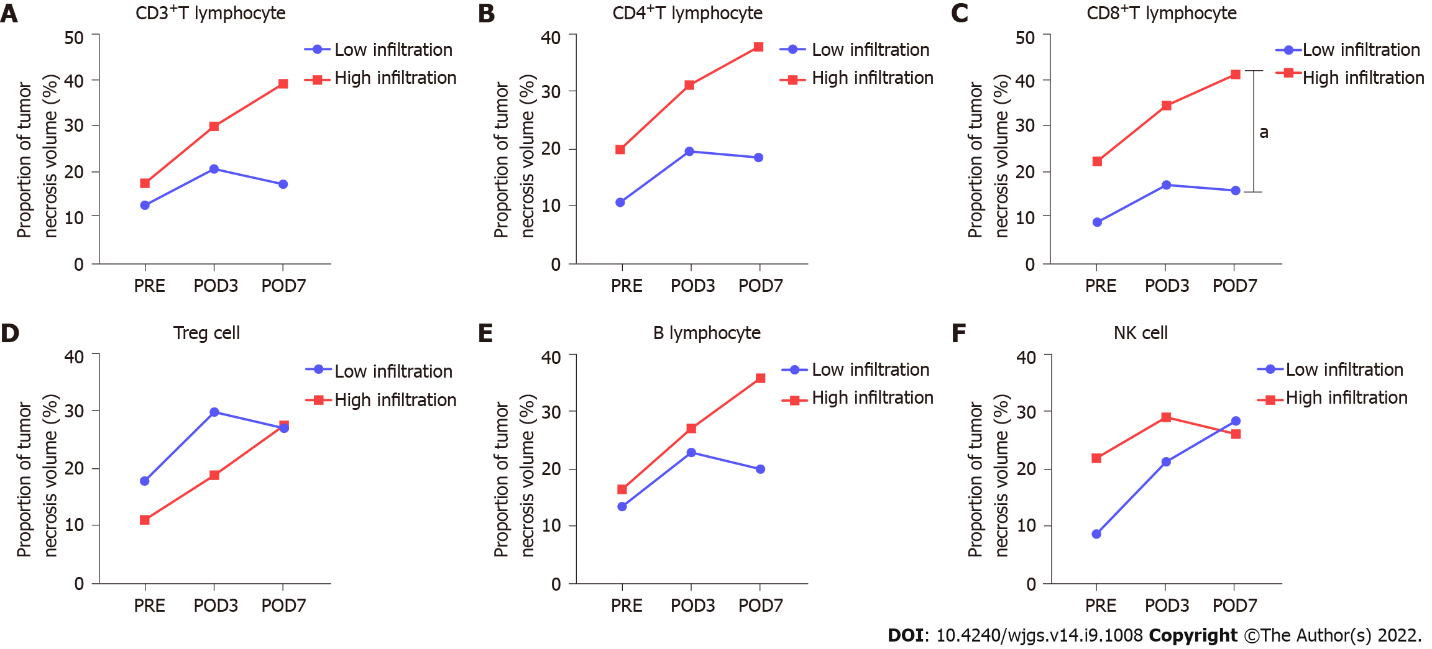 A
CD3+T lymphocyte
50
40
30
20
10
0
Proportion of tumor
necrosis volume (%)
PRE
POD3
POD7
Low infiltration
High infiltration
B
CD4+T lymphocyte
40
30
20
10
0
Proportion of tumor
necrosis volume (%)
PRE
POD3
POD7
Low infiltration
High infiltration
C
CD8+T lymphocyte
50
40
30
20
10
0
Proportion of tumor
necrosis volume (%)
PRE
POD3
POD7
Low infiltration
High infiltration
a
D
Treg cell
40
30
20
10
0
Proportion of tumor
necrosis volume (%)
PRE
POD3
POD7
Low infiltration
High infiltration
E
B lymphocyte
40
30
20
10
0
Proportion of tumor
necrosis volume (%)
PRE
POD3
POD7
Low infiltration
High infiltration
F
NK cell
40
30
20
10
0
Proportion of tumor
necrosis volume (%)
PRE
POD3
POD7
Low infiltration
High infiltration
DOI: 10.4240/wjgs.v14.i9.1008 Copyright ©The Author(s) 2022.